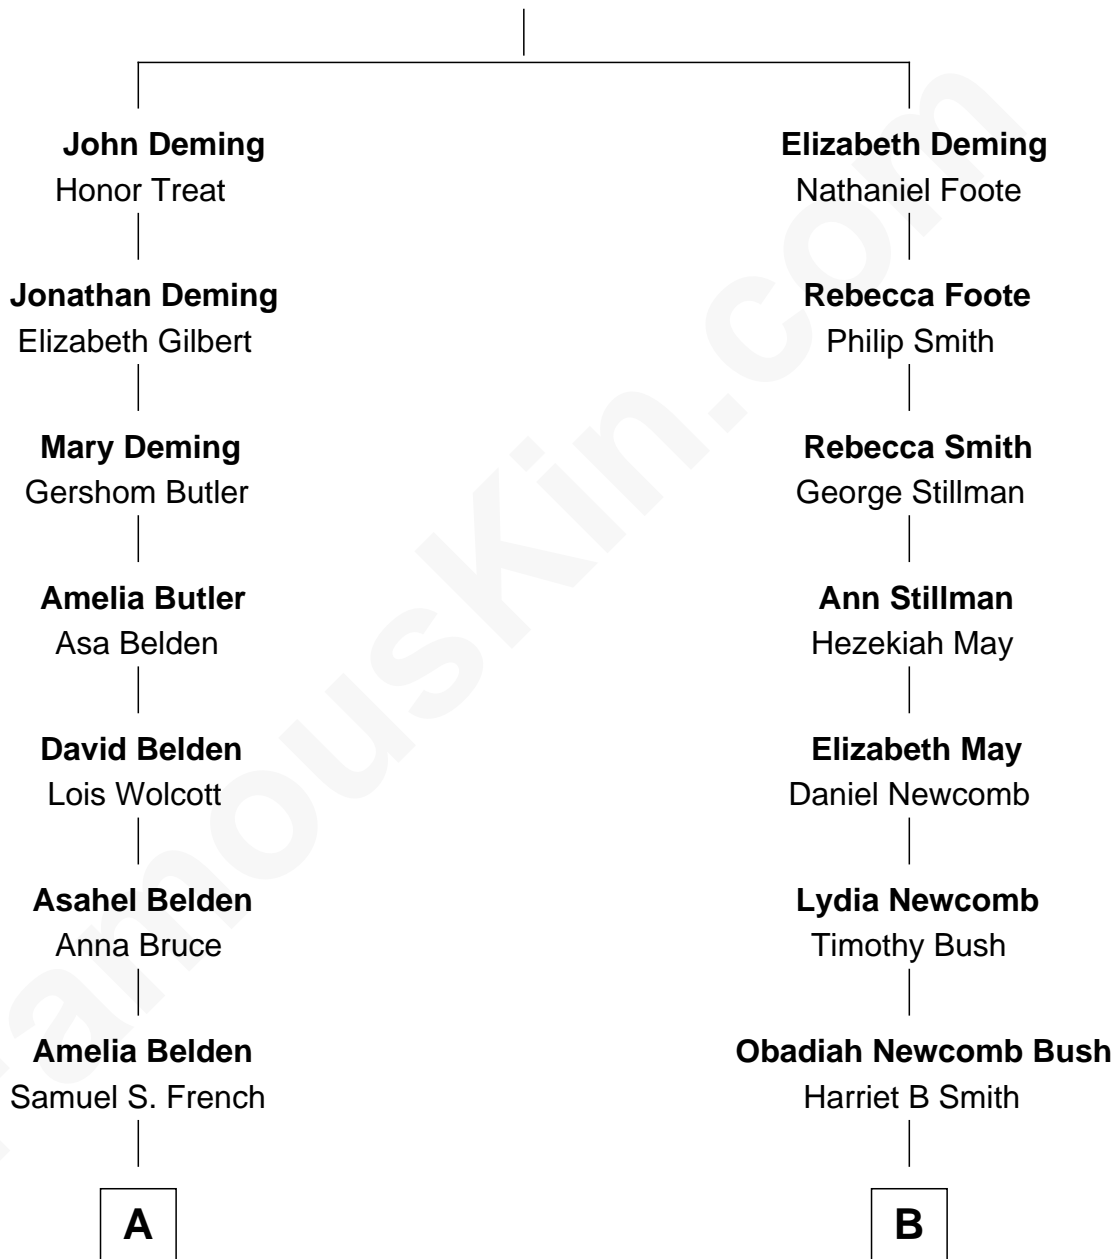 John Deming
Honor Treat
Elizabeth Deming
Nathaniel Foote
Jonathan Deming
Elizabeth Gilbert
Rebecca Foote
Philip Smith
Mary Deming
Gershom Butler
Rebecca Smith
George Stillman
Amelia Butler
Asa Belden
Ann Stillman
Hezekiah May
David Belden
Lois Wolcott
Elizabeth May
Daniel Newcomb
Asahel Belden
Anna Bruce
Lydia Newcomb
Timothy Bush
Amelia Belden
Samuel S. French
Obadiah Newcomb Bush
Harriet B Smith
A
B
FamousKin.com